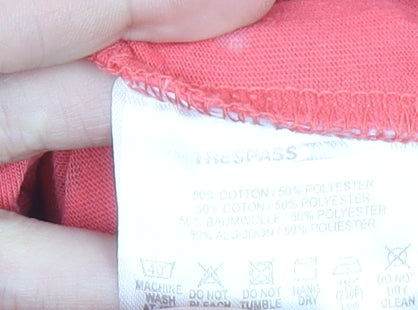 TRESPASS
50% COTTON / 50% POLYESTER
50% COTON / 50% POLYESTER
50% BAUMWOLLE / 50% POLYESTER
50% ALGODON / 50% POLIESTER
40°
MACHINE WASH AT
DO NOT BLEACH
DO NOT TUMBLE
HANG DRY
DO NOT DRY CLEAN